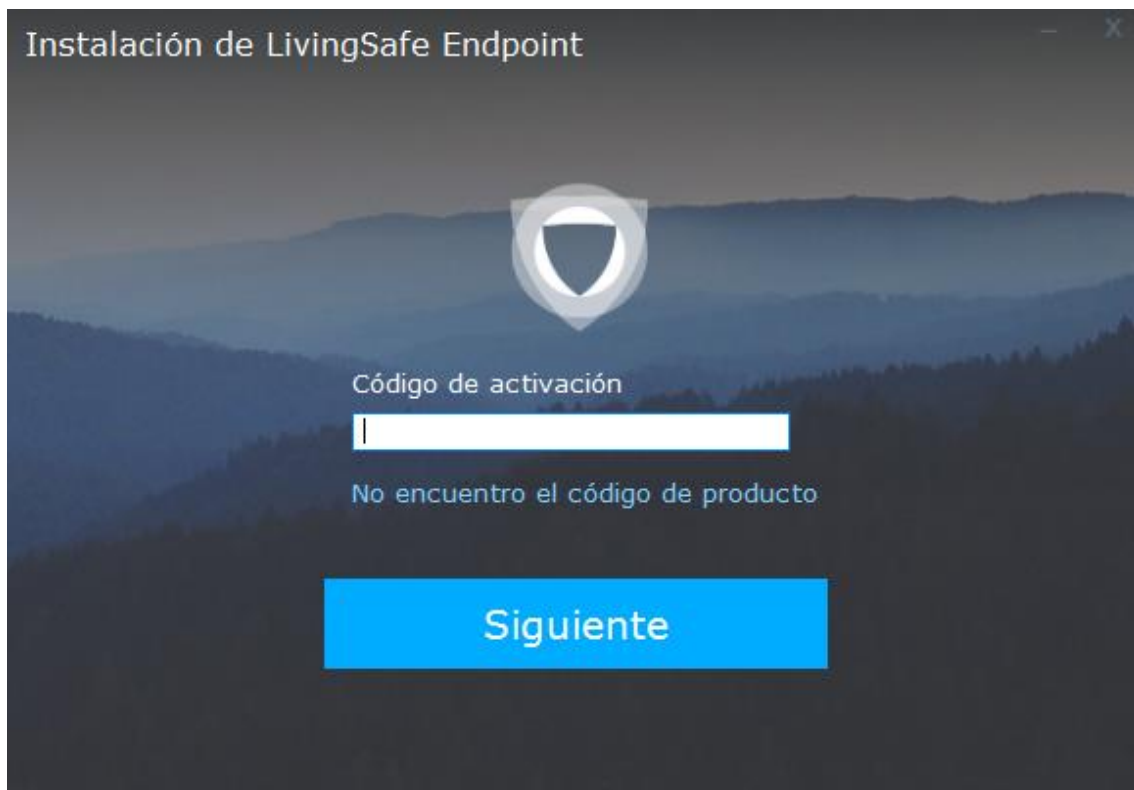 Instalación de LivingSafe Endpoint
Código de activación
No encuentro el código de producto
Siguiente